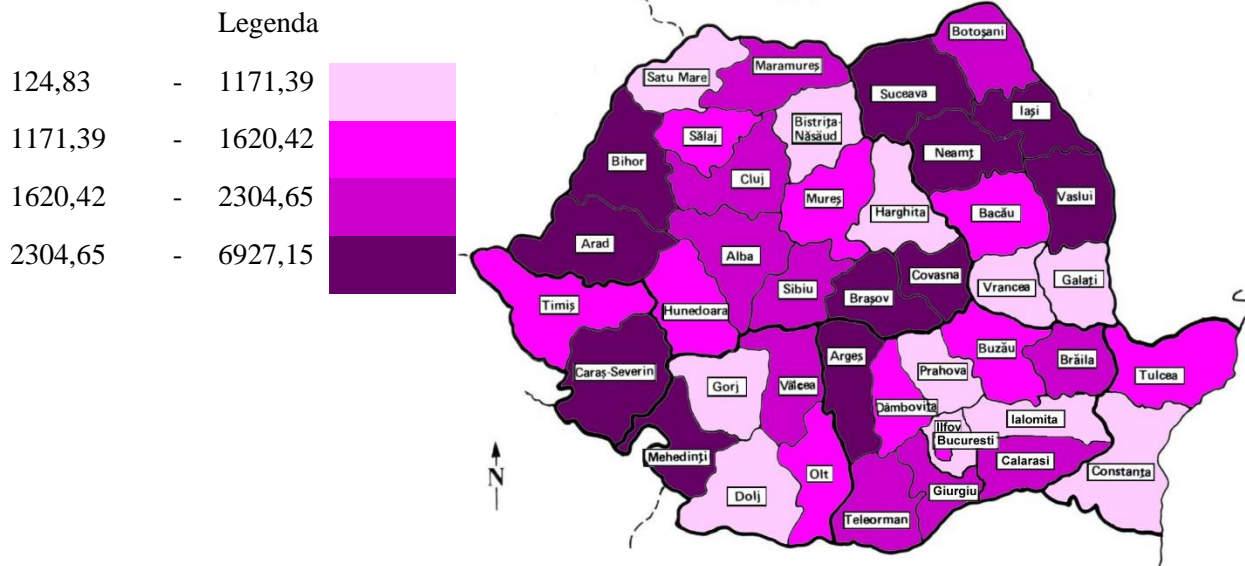 Legenda
124,83 - 1171,39
1171,39 - 1620,42
1620,42 - 2304,65
2304,65 - 6927,15
Botoşani
Maramureş
Satu Mare
Suceava
Iaşi
Bistriţa-
Năsăud
Sălaj
Neamţ
Bihor
Cluj
Vaslui
Mureş
Harghita
Bacău
Arad
Alba
Covasna
Sibiu
Braşov
Vrancea
Galaţi
Timiş
Hunedoara
Argeş
Buzău
Brăila
Caraş-Severin
Prahova
Tulcea
Gorj
Vâlcea
Dâmboviţa
Ialomita
Ilfov
Bucuresti
Mehedinţi
Calarasi
Constanţa
Olt
N
Dolj
Giurgiu
Teleorman